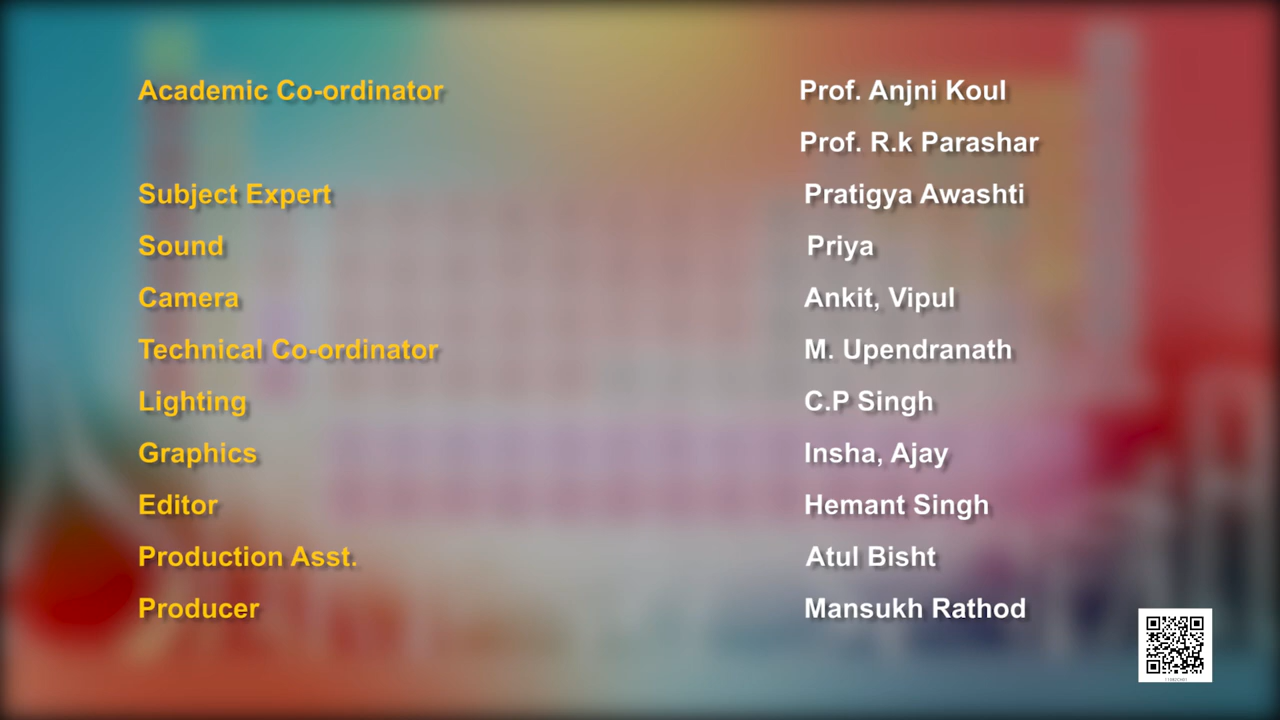 Academic Co-ordinator Prof. Anjni Koul
Prof. R.k Parashar
Subject Expert Pratigya Awashti
Sound Priya
Camera Ankit, Vipul
Technical Co-ordinator M. Upendranath
Lighting C.P Singh
Graphics Insha, Ajay
Editor Hemant Singh
Production Asst. Atul Bisht
Producer Mansukh Rathod